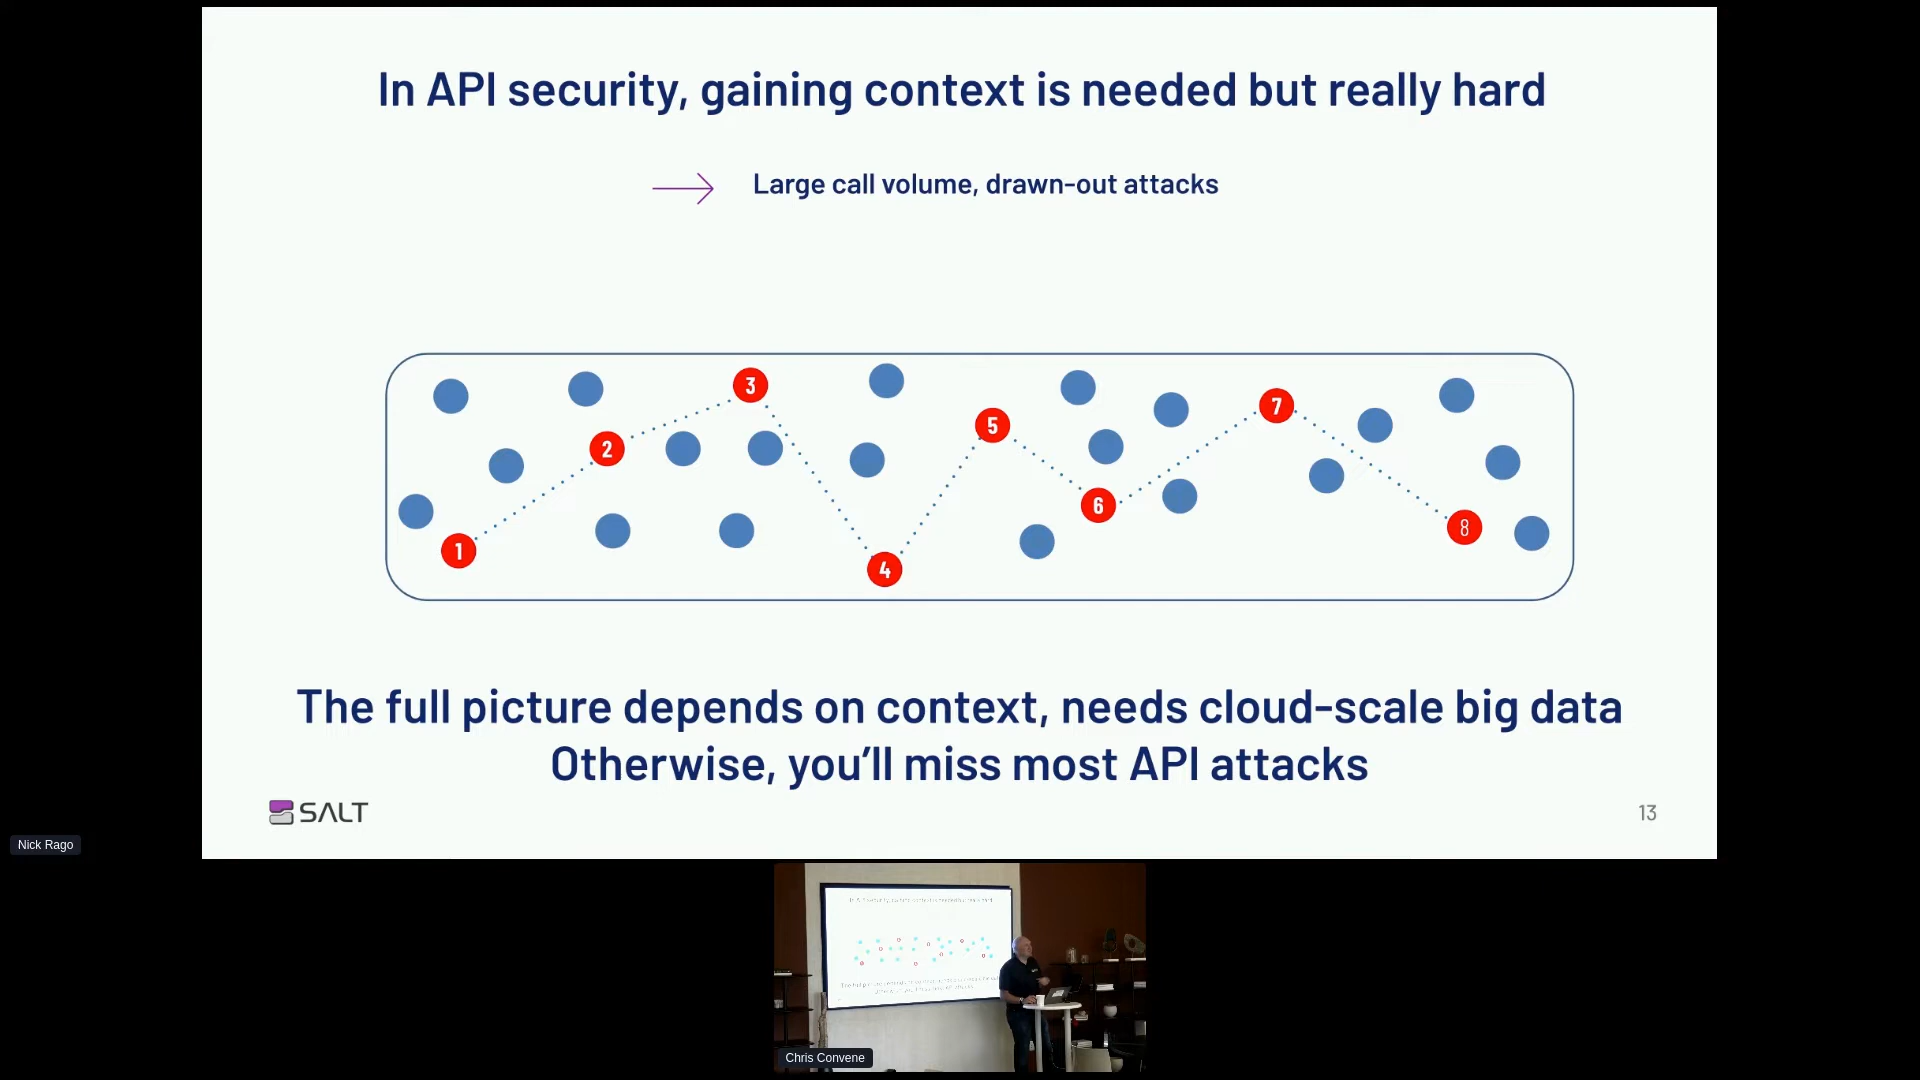 In API security, gaining context is needed but really hard
Large call volume, drawn-out attacks
3
7
5
2
6
8
1
4
The full picture depends on context, needs cloud-scale big data
Otherwise, you'll miss most API attacks
SALT
13
Nick Rago
Chris Convene